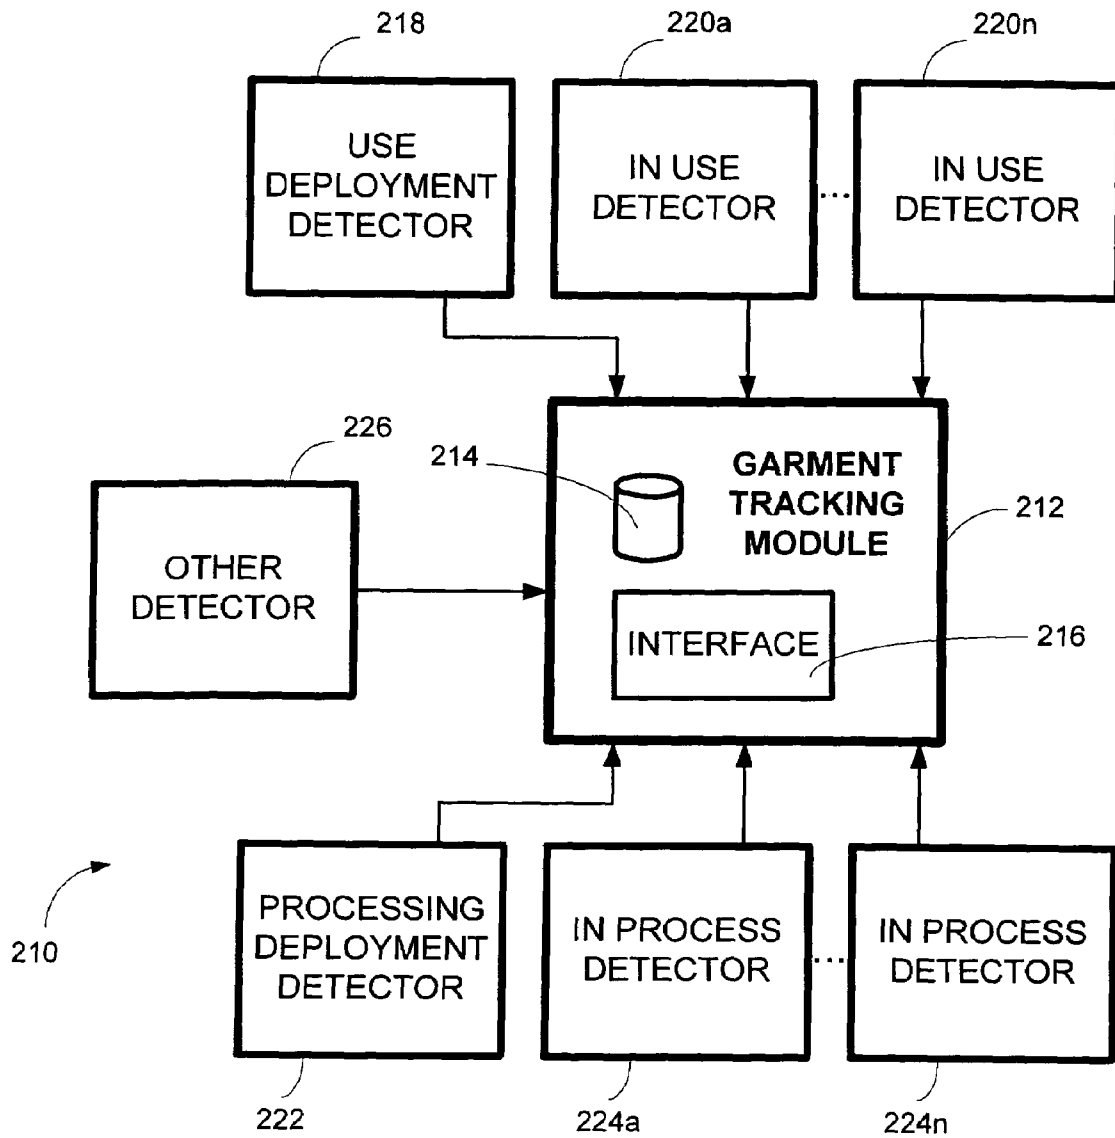 218
220a
220n
USE
DEPLOYMENT
DETECTOR
IN USE
DETECTOR
IN USE
DETECTOR
226
214
GARMENT
TRACKING
MODULE
212
OTHER
DETECTOR
INTERFACE
216
210
PROCESSING
DEPLOYMENT
DETECTOR
IN PROCESS
DETECTOR
IN PROCESS
DETECTOR
222
224a
224n